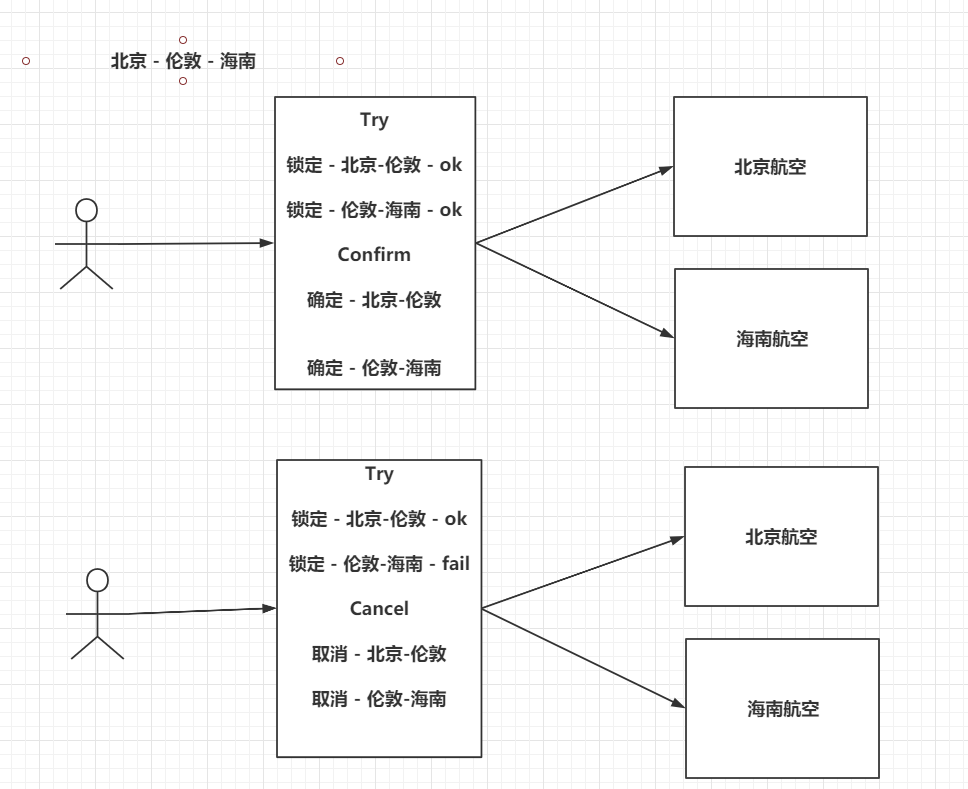 北京 - 伦敦 - 海南
Try
锁定 - 北京-伦敦 - ok
锁定 - 伦敦-海南 - ok
Confirm
确定 - 北京-伦敦
确定 - 伦敦-海南
北京航空
海南航空
Try
锁定 - 北京-伦敦 - ok
锁定 - 伦敦-海南 - fail
Cancel
取消 - 北京-伦敦
取消 - 伦敦-海南
北京航空
海南航空